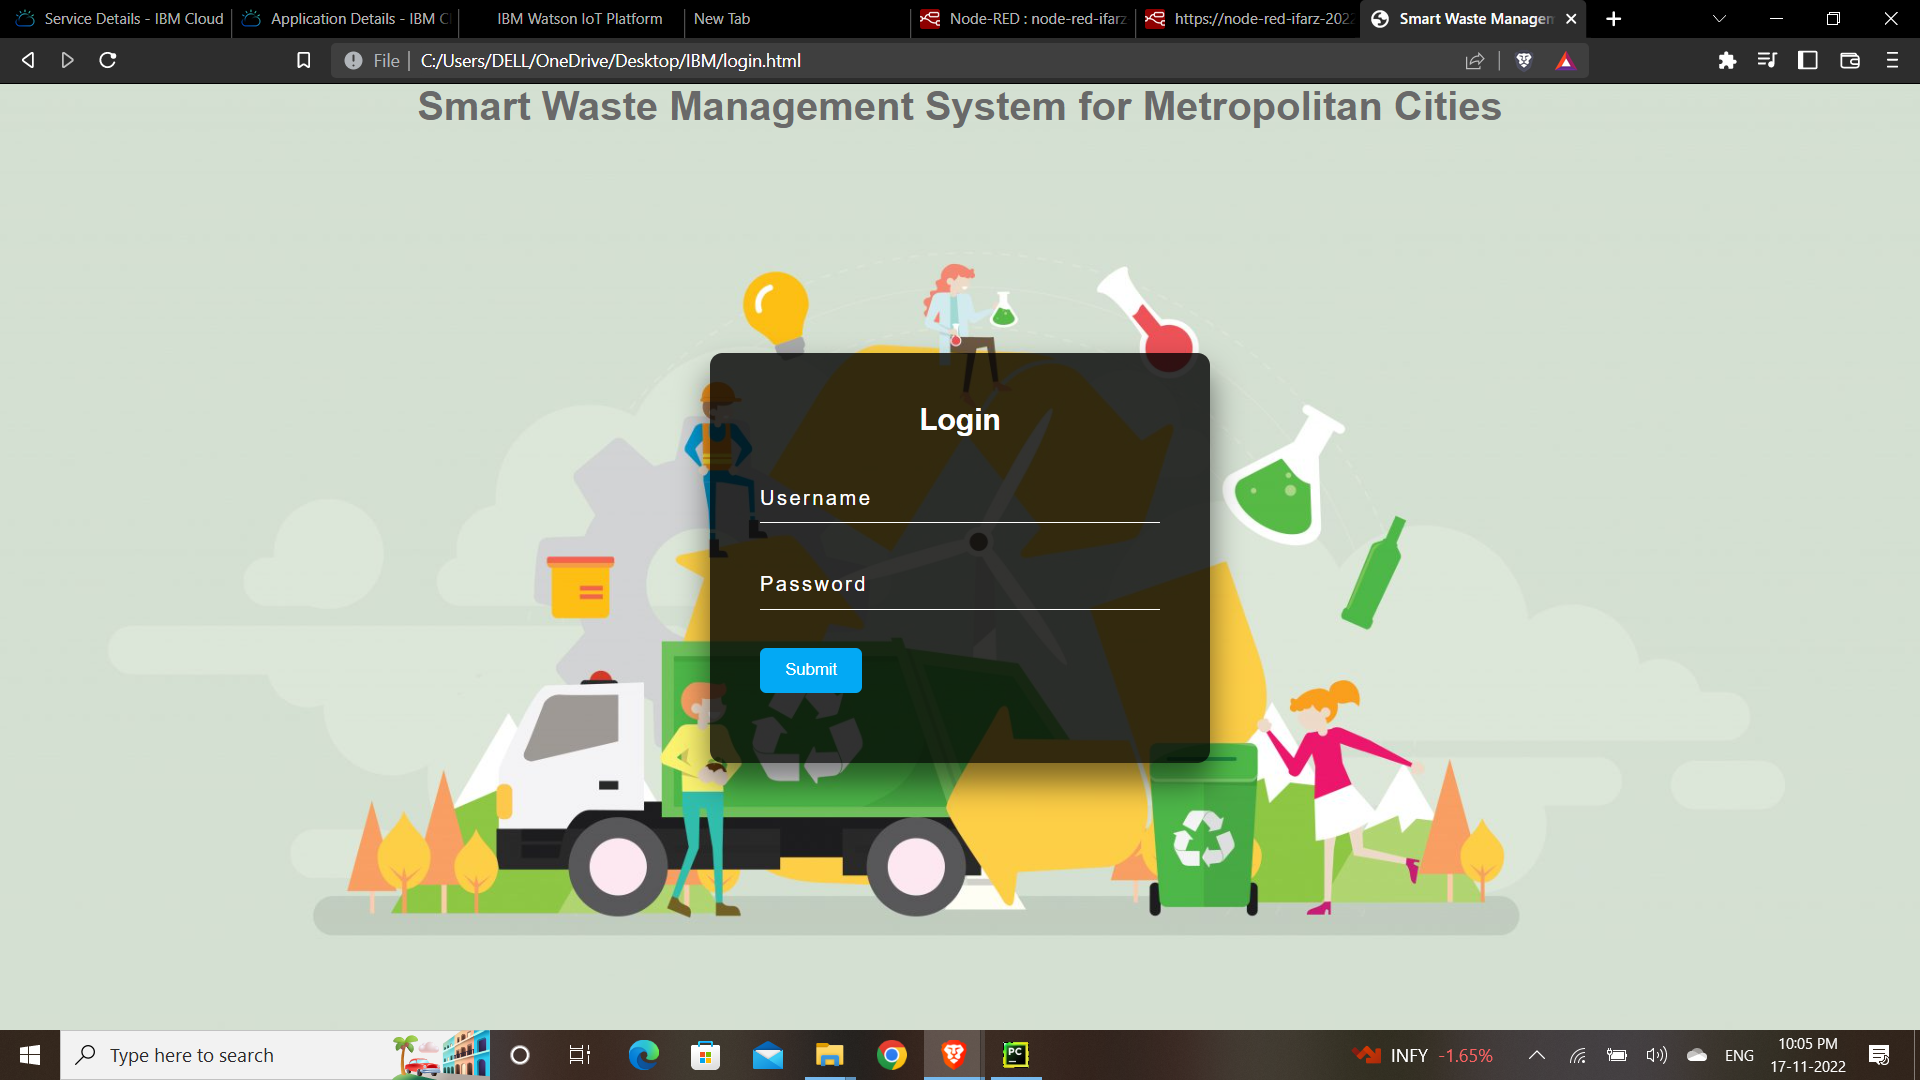 Service Details - IBM Cloud
Application Details - IBM Cl
IBM Watson IoT Platform
New Tab
Node-RED : node-red-ifarz
https://node-red-ifarz-202
Smart Waste Managem
File
C:/Users/DELL/OneDrive/Desktop/IBM/login.html
Smart Waste Management System for Metropolitan Cities
Login
Username
Password
Submit
Type here to search
PC
INFY -1.65%
ENG
10:05 PM
17-11-2022